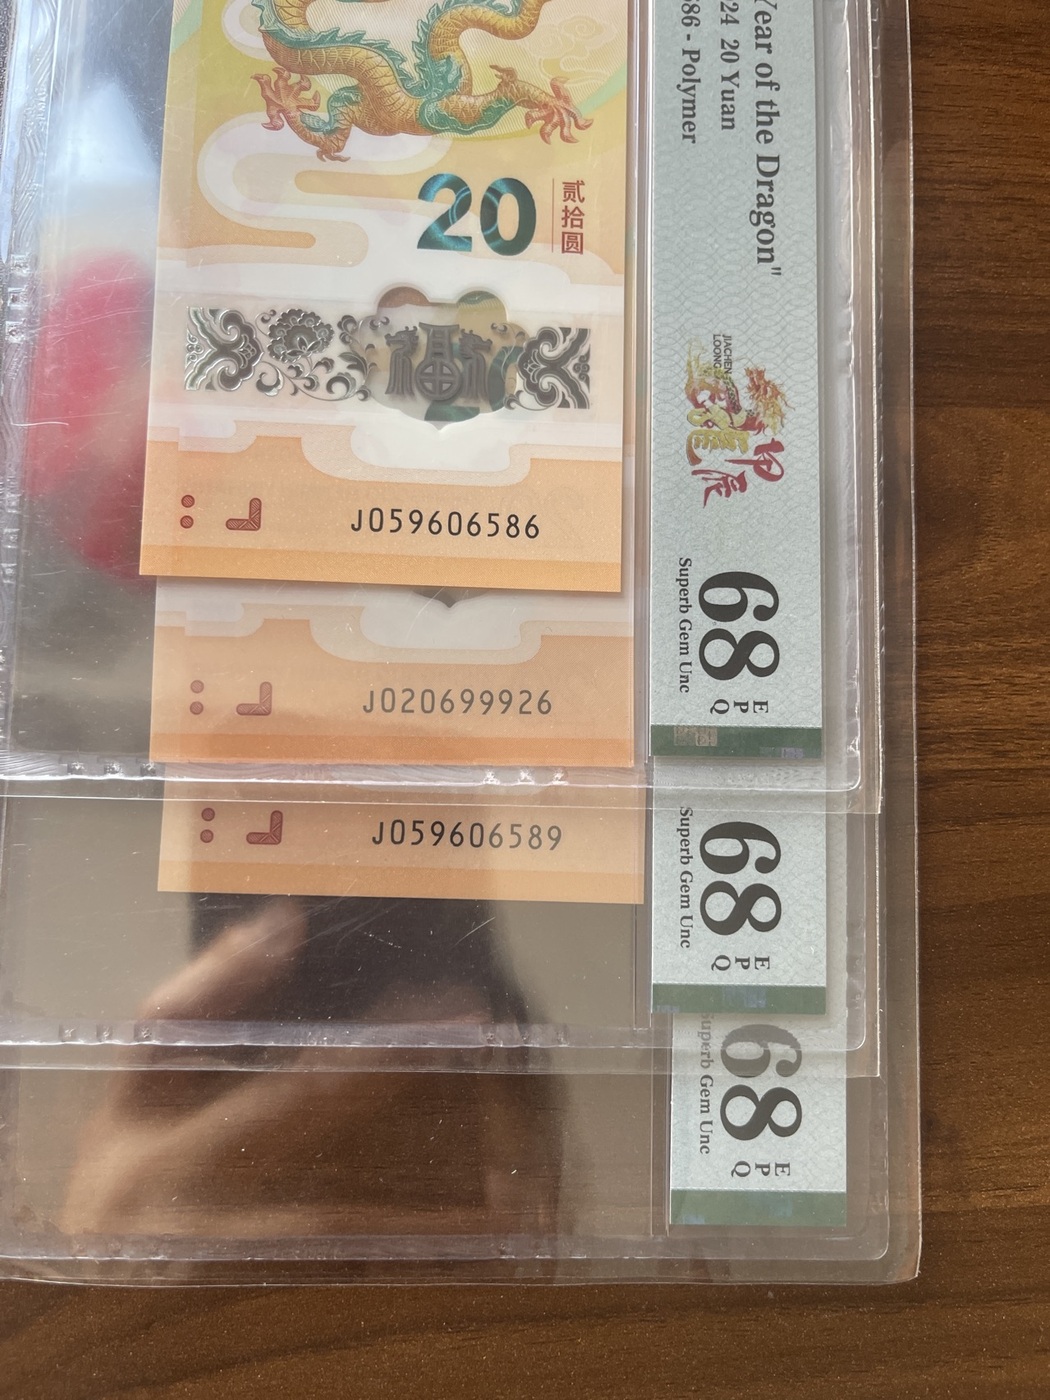 Year of the Dragon"
24 20 Yuan
86 - Polymer
20
贰拾圆
JIACHEN
LOONG
甲辰
J059606586
68
EPQ
Superb Gem Unc
J020699926
68
EPQ
Superb Gem Unc
J059606589
68
EPQ
Superb Gem Unc